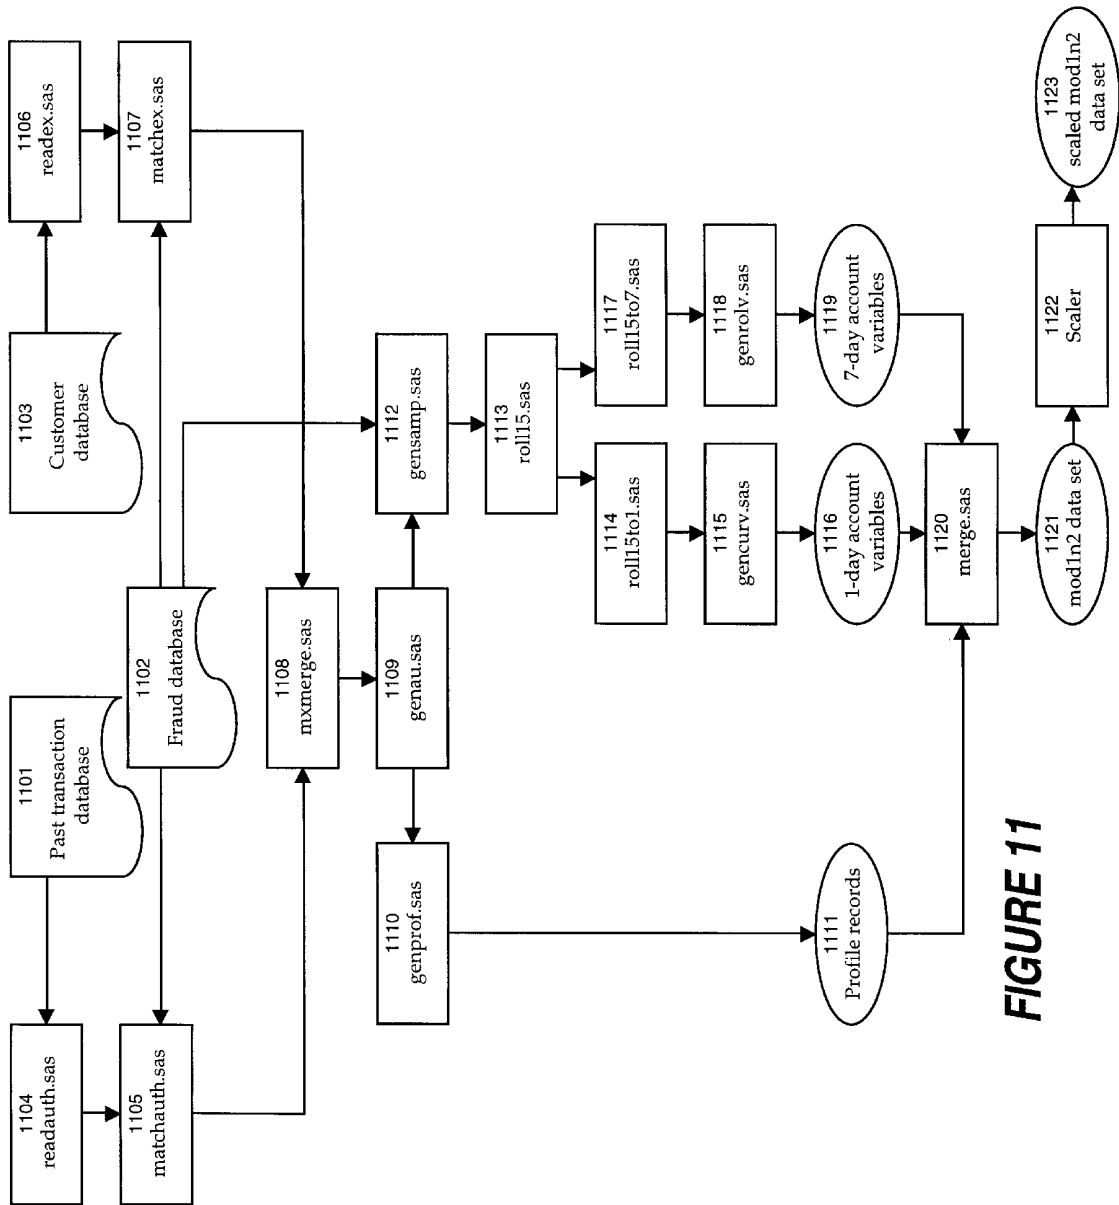 1101
Past transaction
database
1102
Fraud database
1103
Customer
database
1104
readauth.sas
1105
matchauth.sas
1106
readex.sas
1107
matchex.sas
1108
mxmerge.sas
1109
genau.sas
1110
genprof.sas
1111
Profile records
1112
gensamp.sas
1113
roll15.sas
1114
roll15to1.sas
1115
gencurv.sas
1116
1-day account
variables
1117
roll15to7.sas
1118
genrolv.sas
1119
7-day account
variables
1120
merge.sas
1121
mod1n2 data set
1122
Scaler
1123
scaled mod1n2
data set
FIGURE 11